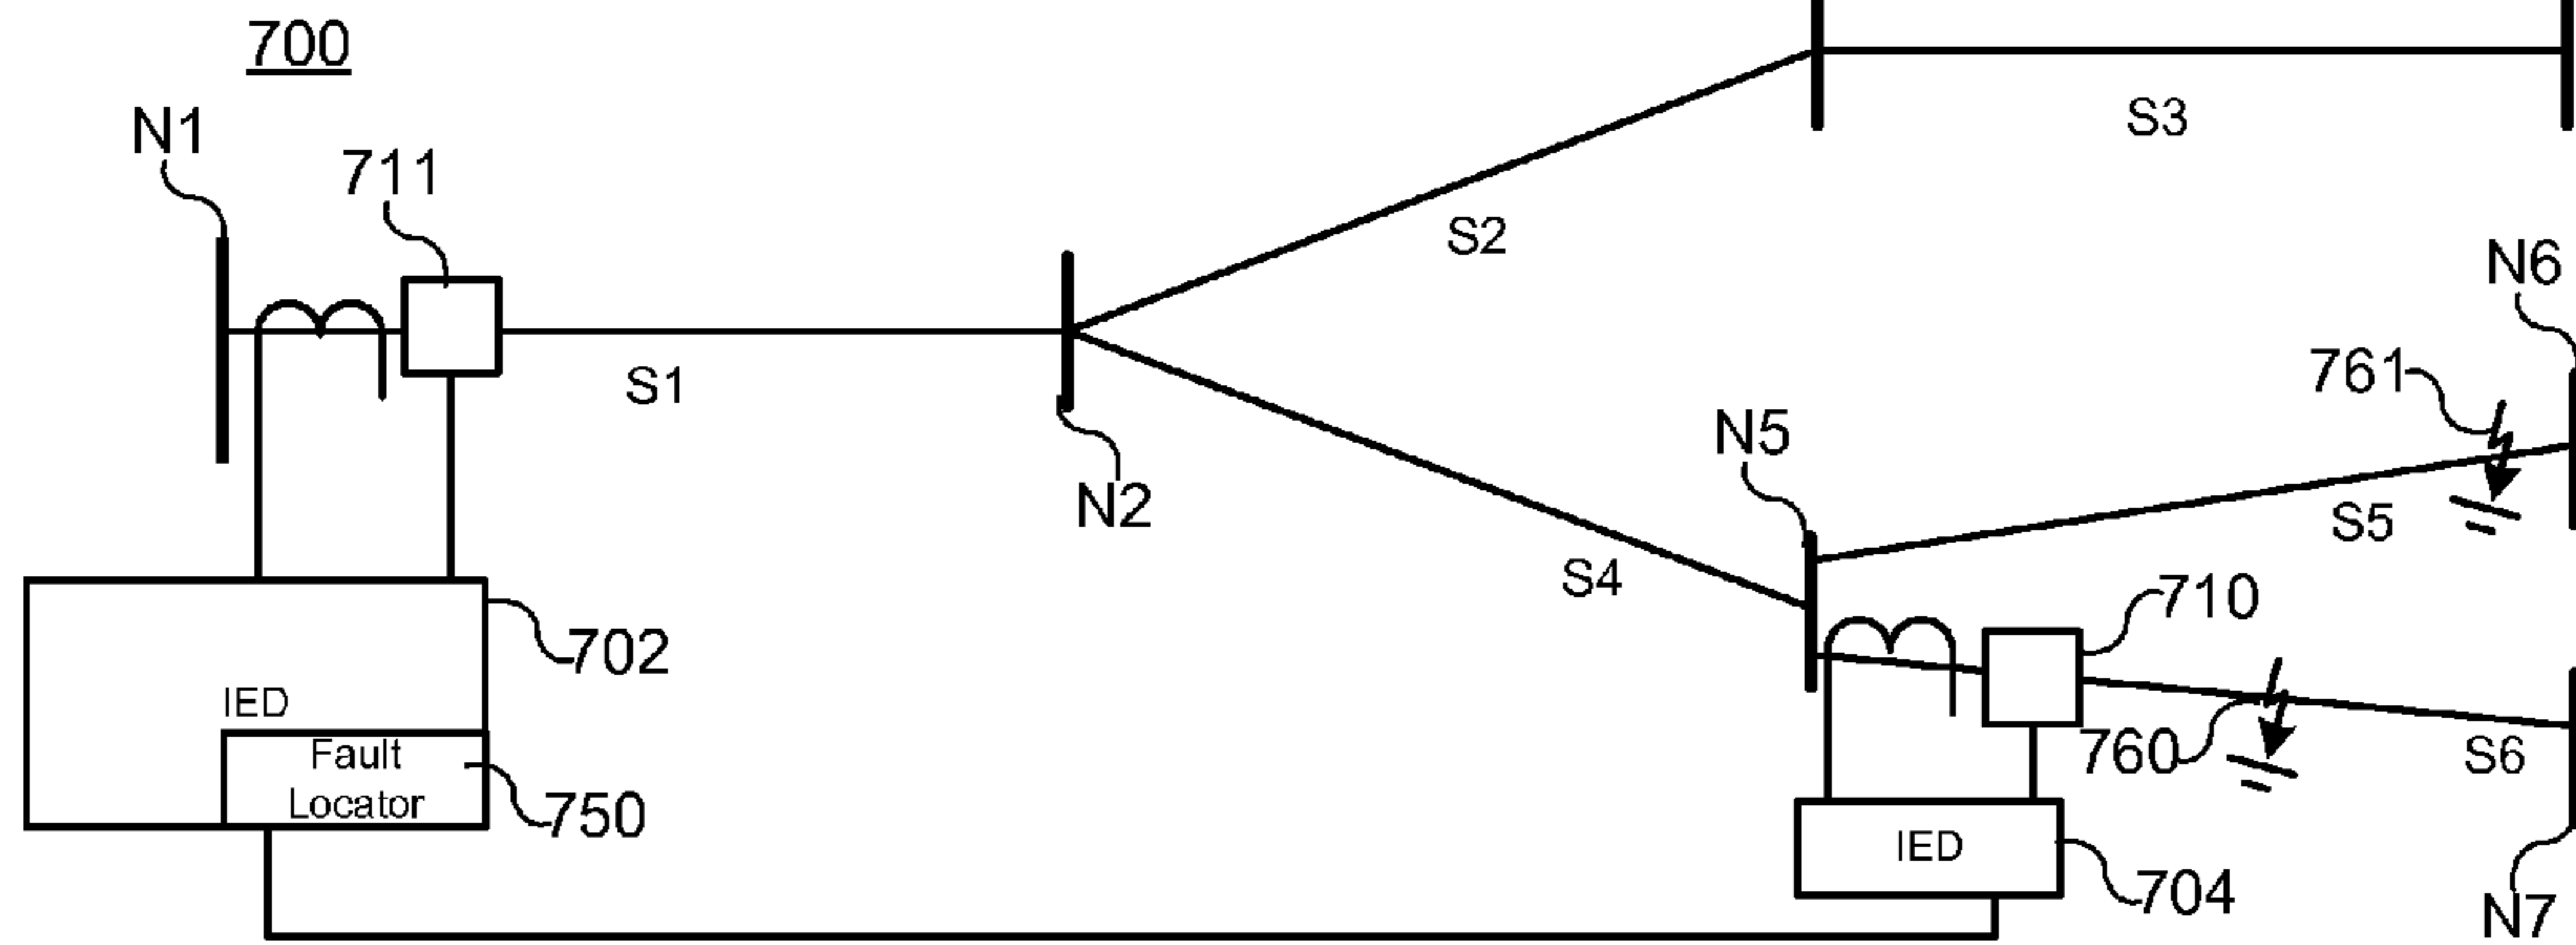 700
N1
711
S1
S2
S3
N2
N5
N6
761
S5
S4
710
702
IED
Fault
Locator
750
760
S6
IED
704
N7